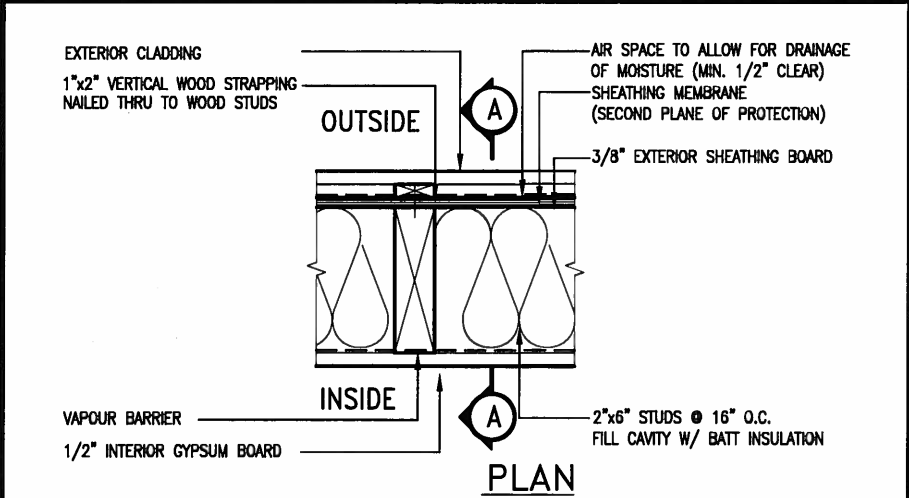 EXTERIOR CLADDING
1"x2" VERTICAL WOOD STRAPPING
NAILED THRU TO WOOD STUDS
OUTSIDE
A
AIR SPACE TO ALLOW FOR DRAINAGE
OF MOISTURE (MIN. 1/2" CLEAR)
SHEATHING MEMBRANE
(SECOND PLANE OF PROTECTION)
3/8" EXTERIOR SHEATHING BOARD
INSIDE
VAPOUR BARRIER
1/2" INTERIOR GYPSUM BOARD
A
2"x6" STUDS @ 16" O.C.
FILL CAVITY W/ BATT INSULATION
PLAN